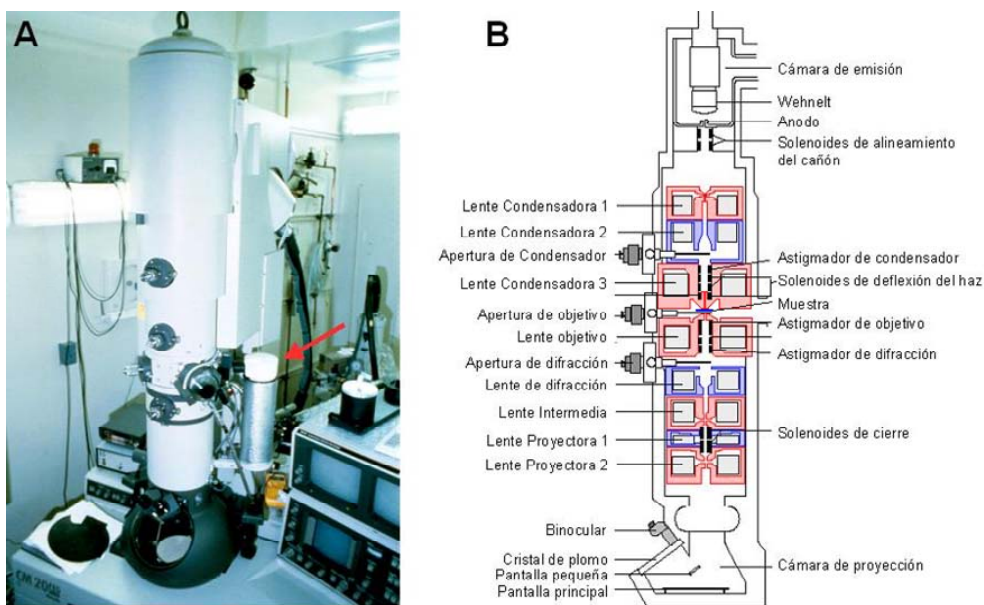 A
B
Cámara de emisión
Wehnelt
Anodo
Solenoides de alineamiento
del cañón
Lente Condensadora 1
Lente Condensadora 2
Apertura de Condensador
Lente Condensadora 3
Apertura de objetivo
Lente objetivo
Apertura de difracción
Lente de difracción
Lente Intermedia
Lente Proyectora 1
Lente Proyectora 2
Astigmador de condensador
Solenoides de deflexión del haz
Muestra
Astigmador de objetivo
Astigmador de difracción
Solenoides de cierre
Binocular
Cristal de plomo
Pantalla pequeña
Pantalla principal
Cámara de proyección
CM 200